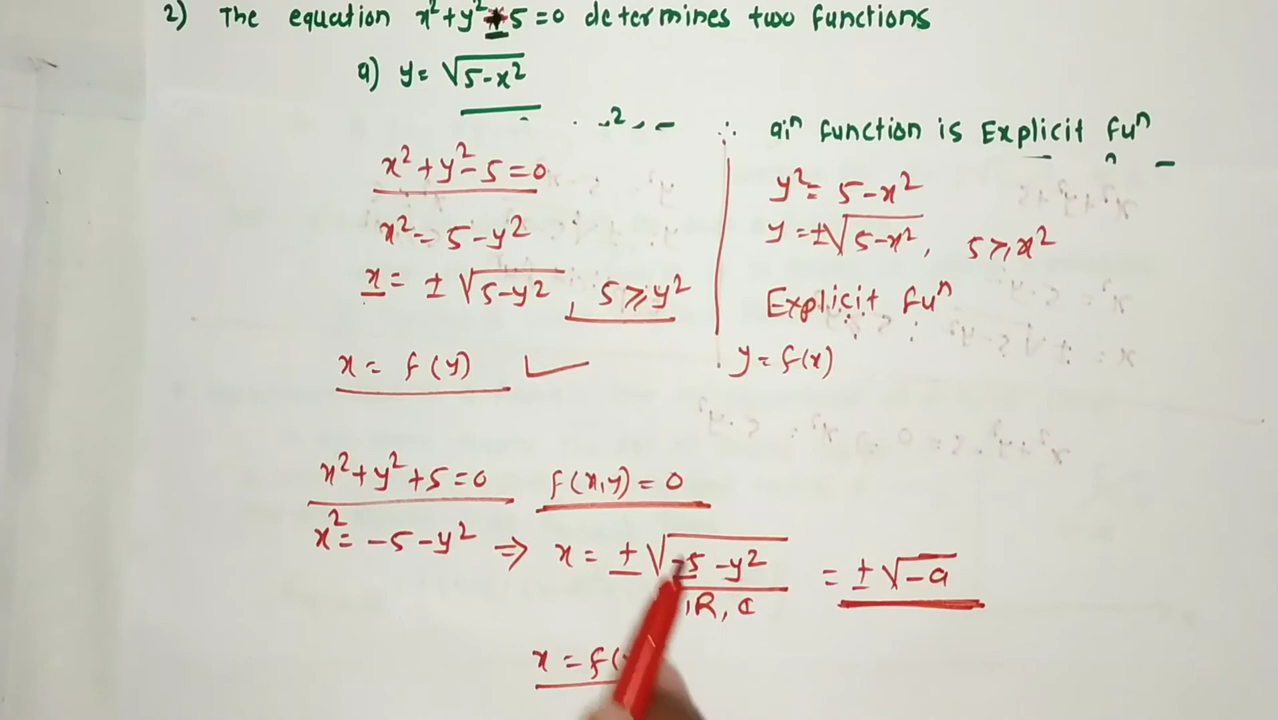 2) The equation x²+y²-5=0 determines two functions
a) y= √5-x²
∴ gin function is Explicit fuⁿ
x²+y²-5=0
x²= 5-y²
x= ± √5-y², 5⩾y²
x= f(y)
y²= 5-x²
y=±√5-x², 5⩾x²
Explicit fuⁿ
y= f(x)
x²+y²+5=0 f(x,y)=0
x²= -5-y² ⇒ x= ±√-5-y² = ±√-a
IR, ℂ
x=f(